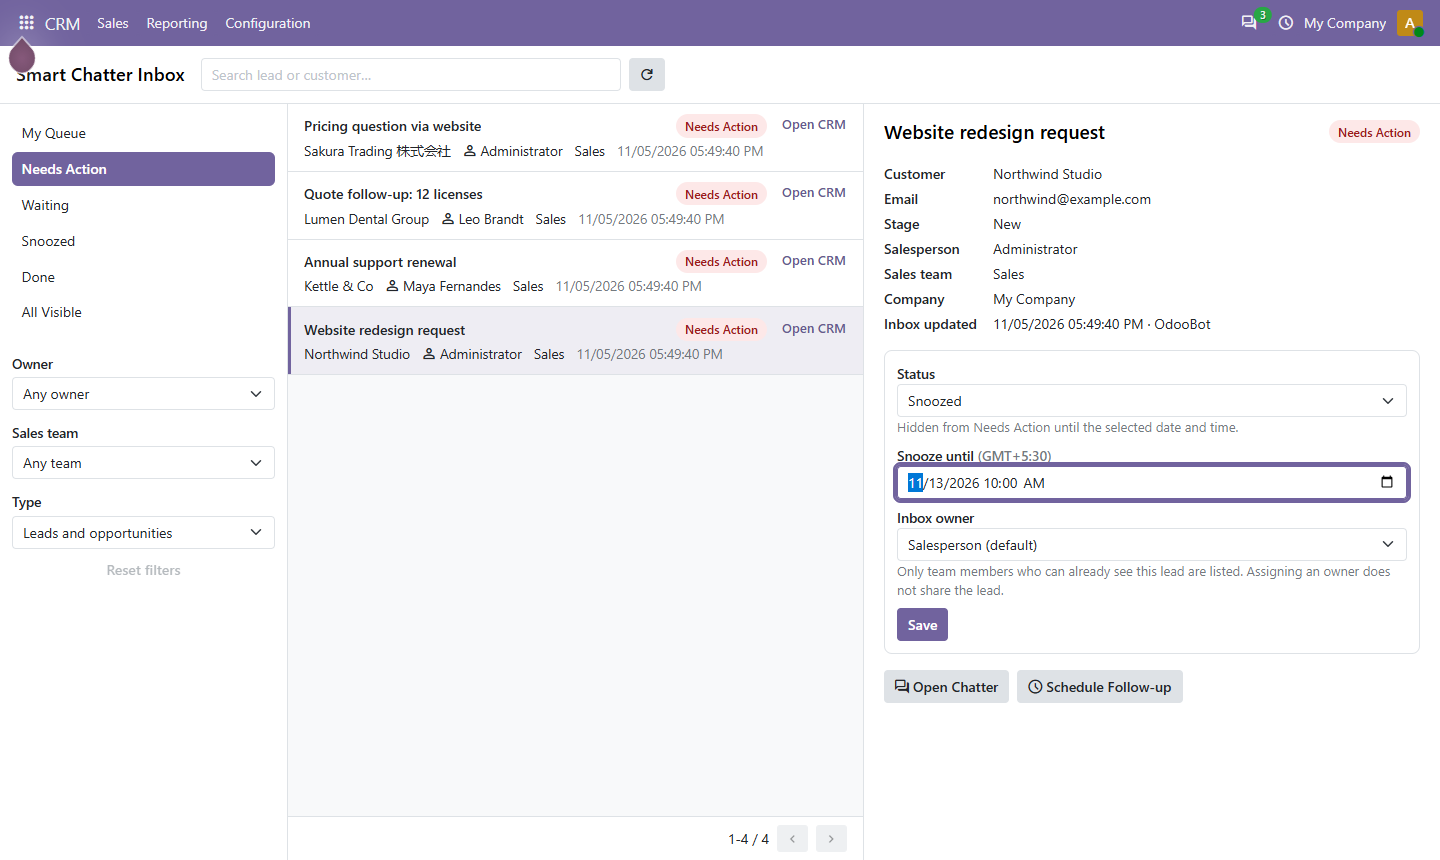 CRM Sales Reporting Configuration 3 My Company A
Smart Chatter Inbox Search lead or customer...
My Queue
Needs Action
Waiting
Snoozed
Done
All Visible
Owner
Any owner
Sales team
Any team
Type
Leads and opportunities
Reset filters
Pricing question via website Needs Action Open CRM
Sakura Trading 株式会社 Administrator Sales 11/05/2026 05:49:40 PM
Quote follow-up: 12 licenses Needs Action Open CRM
Lumen Dental Group Leo Brandt Sales 11/05/2026 05:49:40 PM
Annual support renewal Needs Action Open CRM
Kettle & Co Maya Fernandes Sales 11/05/2026 05:49:40 PM
Website redesign request Needs Action Open CRM
Northwind Studio Administrator Sales 11/05/2026 05:49:40 PM
1-4 / 4
Website redesign request Needs Action
Customer Northwind Studio
Email northwind@example.com
Stage New
Salesperson Administrator
Sales team Sales
Company My Company
Inbox updated 11/05/2026 05:49:40 PM · OdooBot
Status
Snoozed
Hidden from Needs Action until the selected date and time.
Snooze until (GMT+5:30)
11/13/2026 10:00 AM
Inbox owner
Salesperson (default)
Only team members who can already see this lead are listed. Assigning an owner does
not share the lead.
Save
Open Chatter Schedule Follow-up